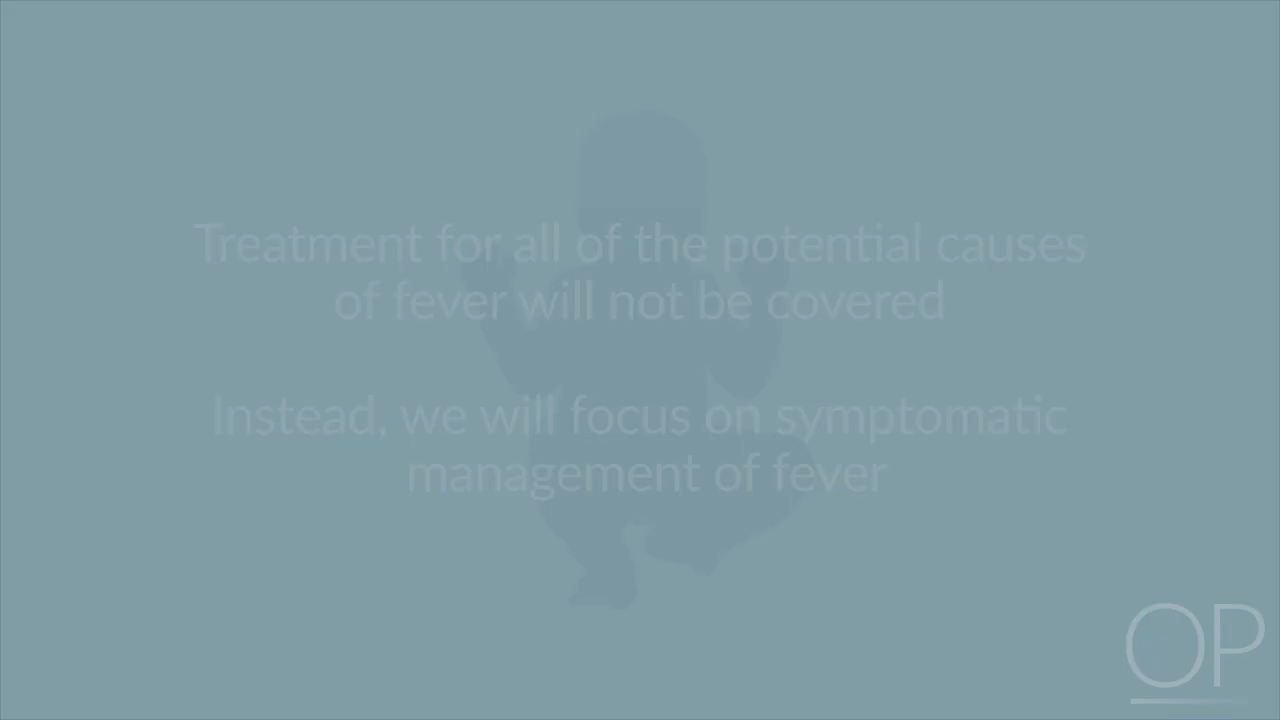 Treatment for all of the potential causes
of fever will not be covered
Instead, we will focus on symptomatic
management of fever
OP